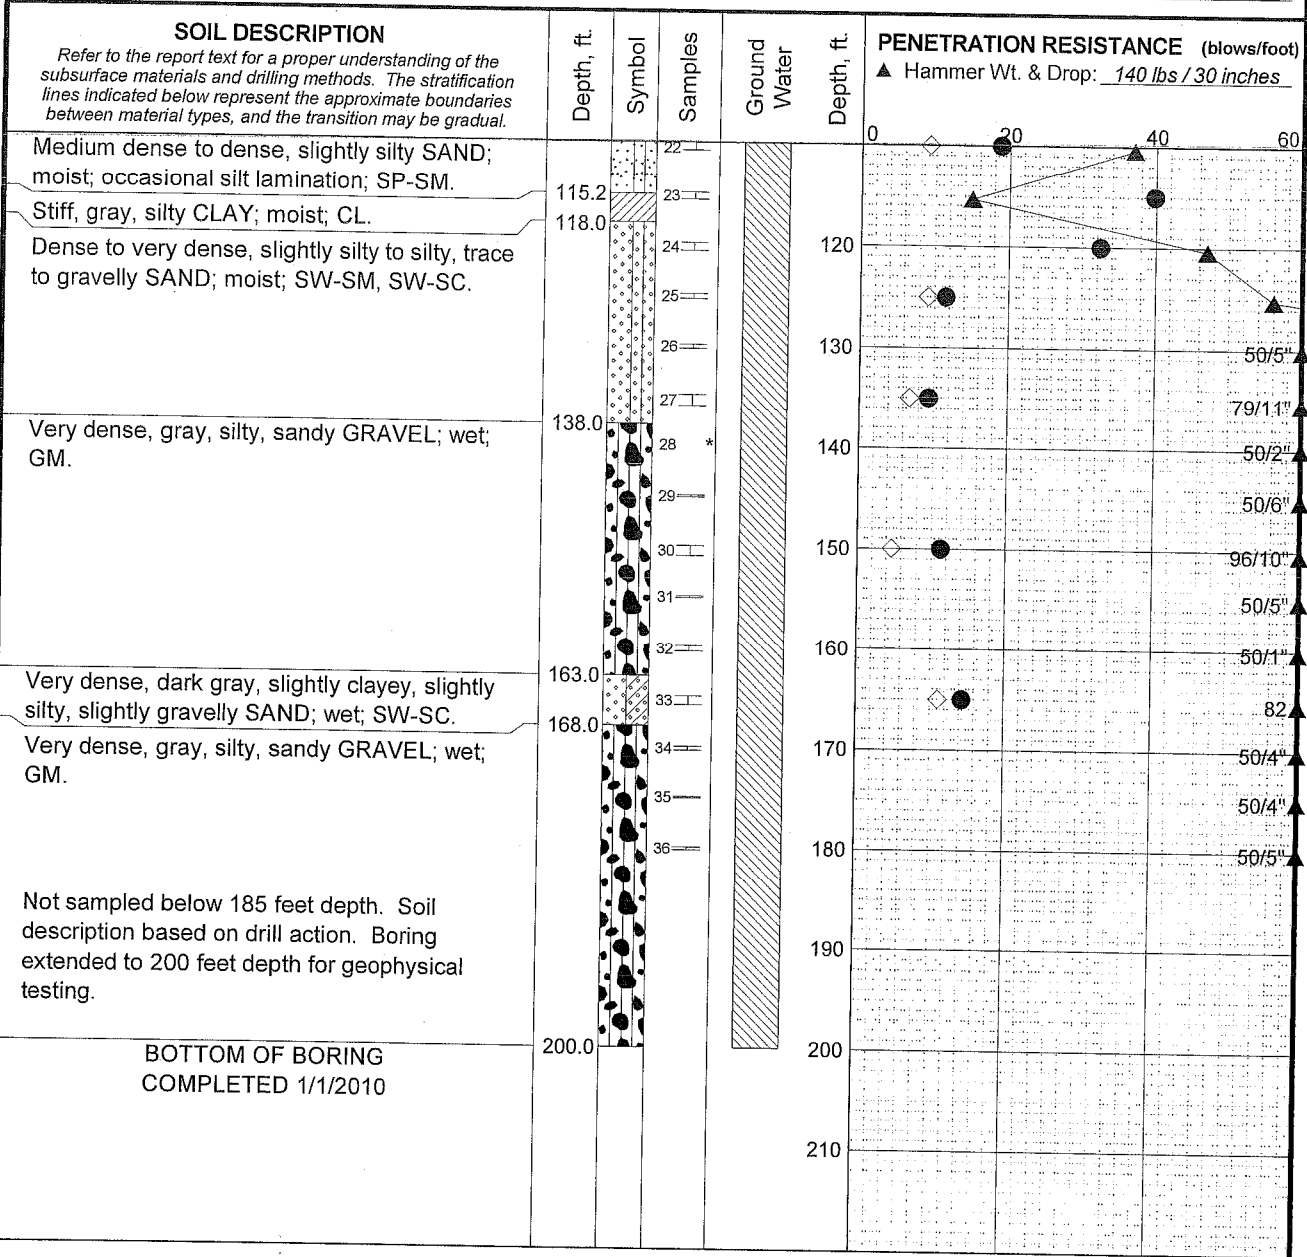 SOIL DESCRIPTION
Refer to the report text for a proper understanding of the
subsurface materials and drilling methods. The stratification
lines indicated below represent the approximate boundaries
between material types, and the transition may be gradual.
Depth, ft.
Symbol
Samples
Ground
Water
Depth, ft.
PENETRATION RESISTANCE (blows/foot)
▲ Hammer Wt. & Drop: 140 lbs / 30 inches
0 20 40 60
Medium dense to dense, slightly silty SAND;
moist; occasional silt lamination; SP-SM.
115.2
Stiff, gray, silty CLAY; moist; CL.
118.0
Dense to very dense, slightly silty to silty, trace
to gravelly SAND; moist; SW-SM, SW-SC.
138.0
Very dense, gray, silty, sandy GRAVEL; wet;
GM.
163.0
Very dense, dark gray, slightly clayey, slightly
silty, slightly gravelly SAND; wet; SW-SC.
168.0
Very dense, gray, silty, sandy GRAVEL; wet;
GM.
Not sampled below 185 feet depth. Soil
description based on drill action. Boring
extended to 200 feet depth for geophysical
testing.
200.0
BOTTOM OF BORING
COMPLETED 1/1/2010
22
23
24
25
26
27
28 *
29
30
31
32
33
34
35
36
120
130
140
150
160
170
180
190
200
210
50/5"
79/11"
50/2"
50/6"
96/10"
50/5"
50/1"
82
50/4"
50/4"
50/5"